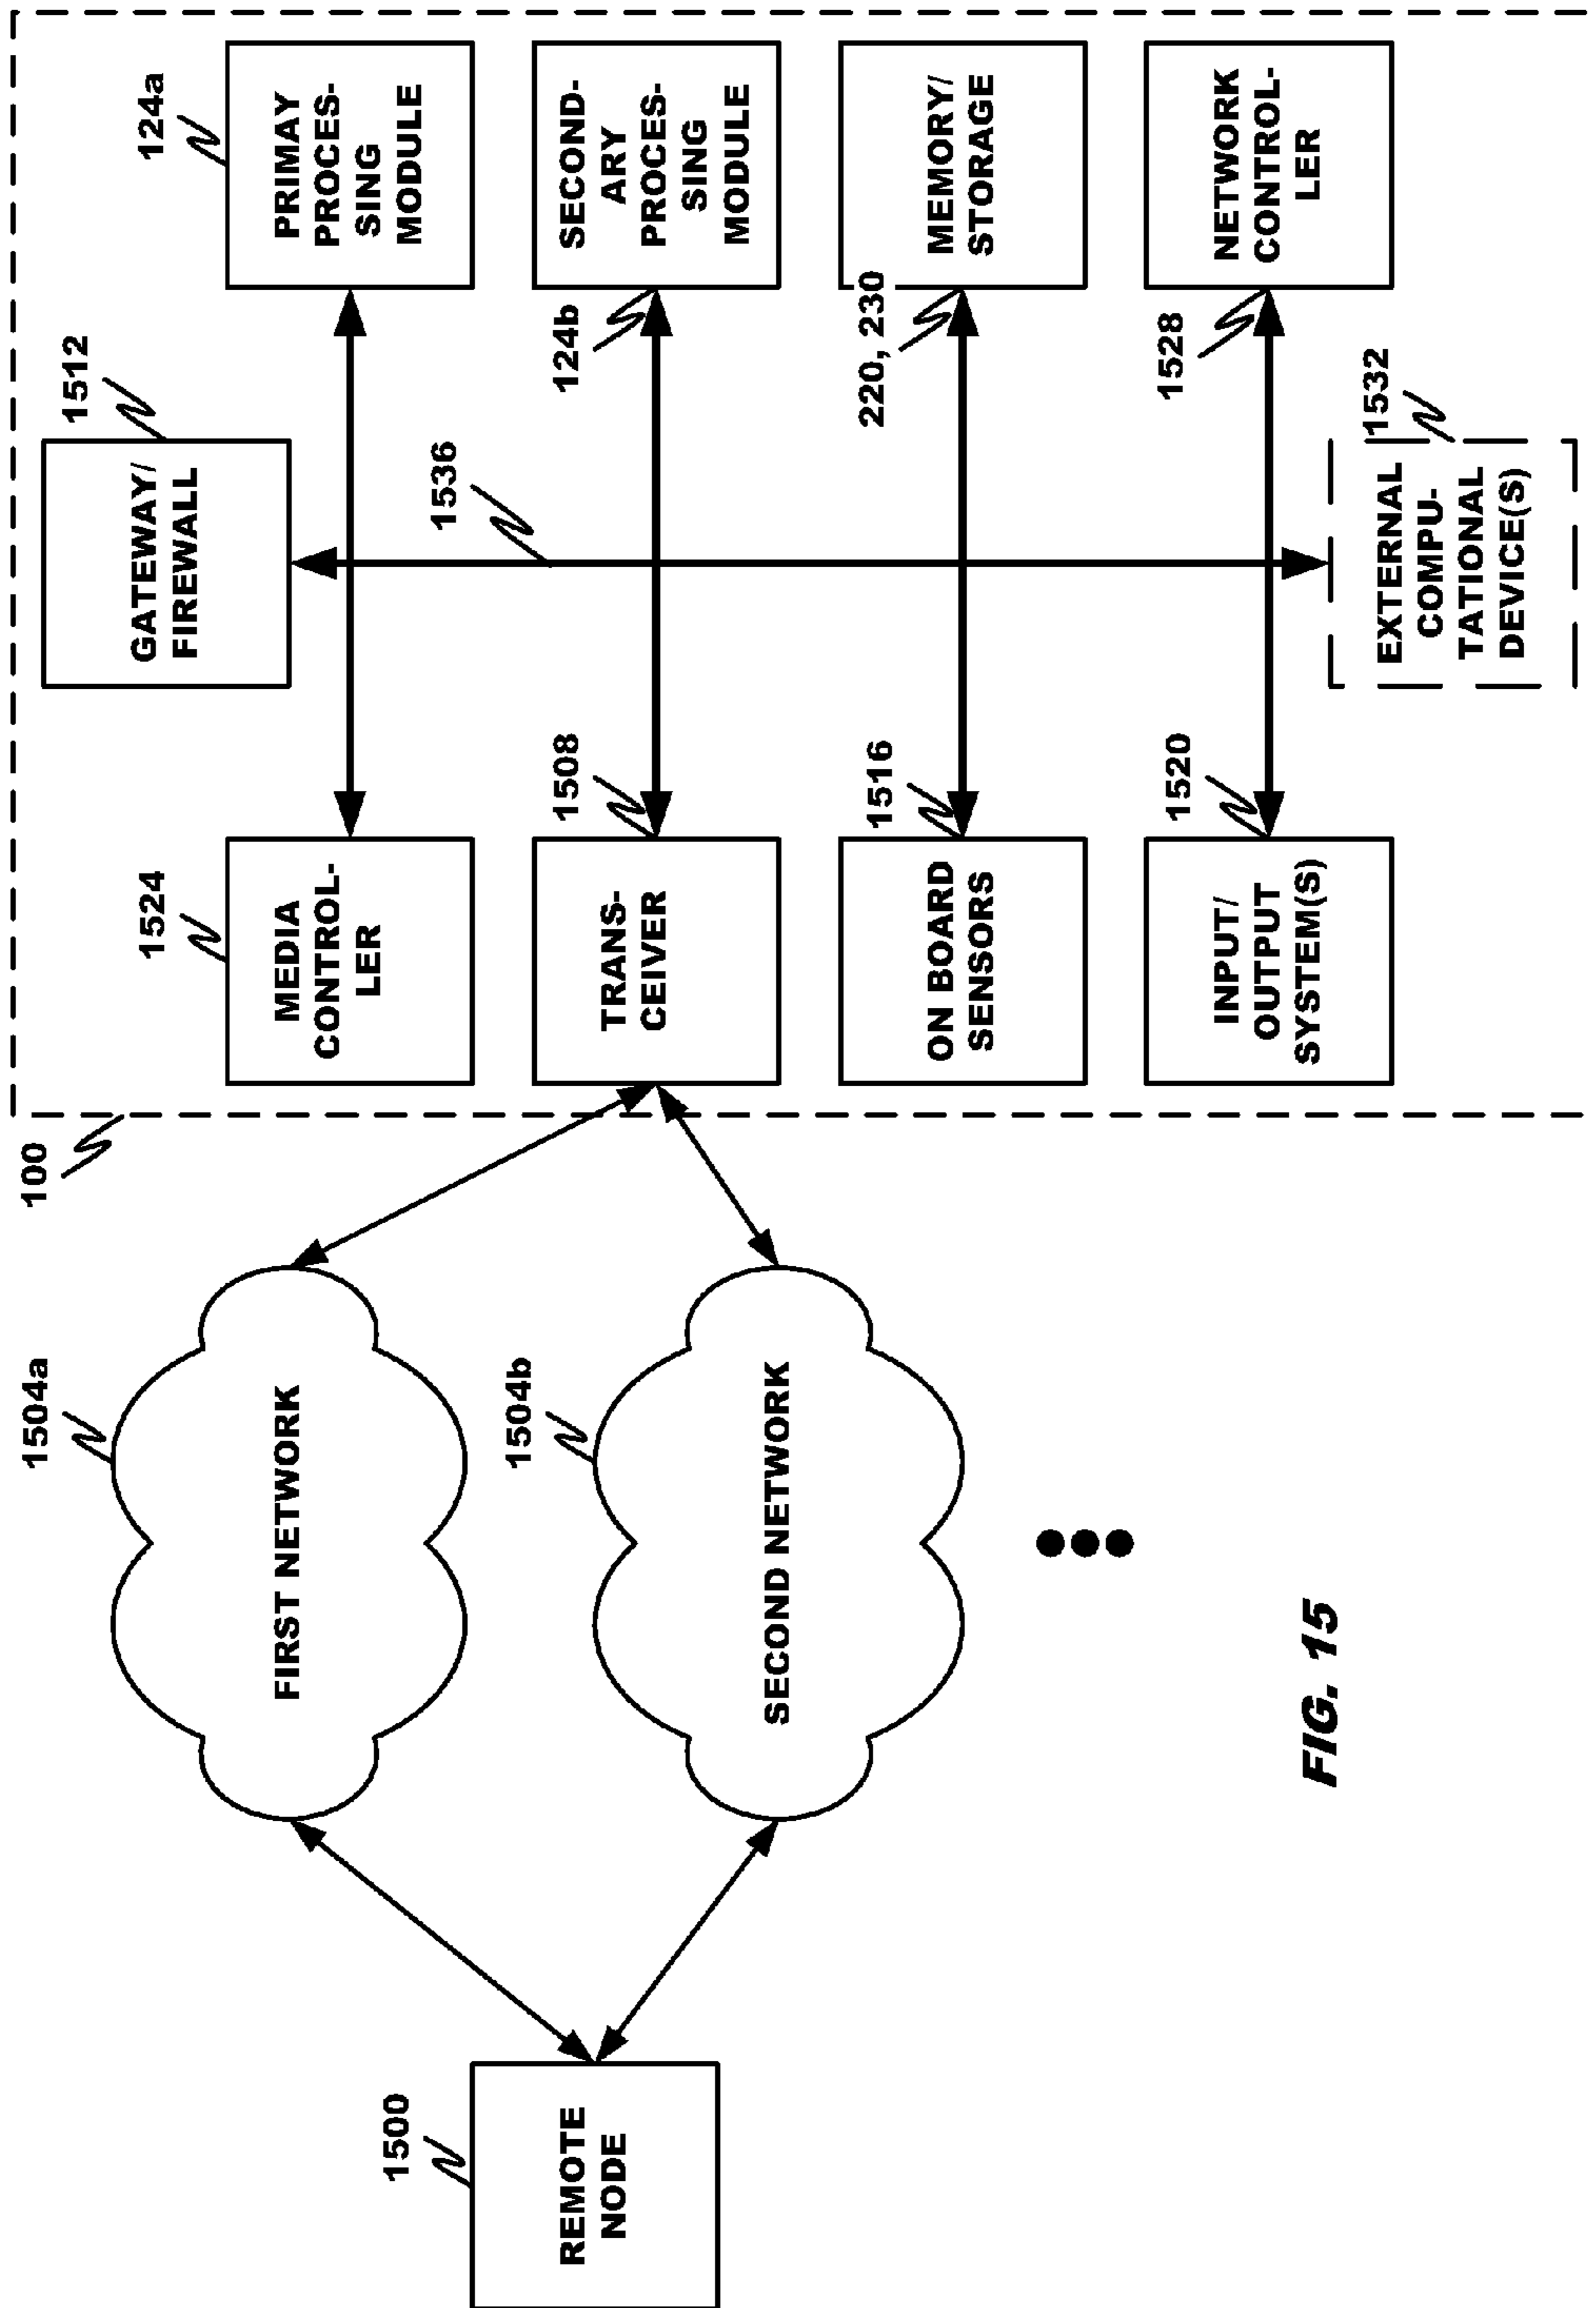 100
1512
GATEWAY/
FIREWALL
1504a
FIRST NETWORK
1524
MEDIA
CONTROL-
LER
124a
PRIMAY
PROCES-
SING
MODULE
1536
1500
REMOTE
NODE
1504b
SECOND NETWORK
1508
TRANS-
CEIVER
124b
SECOND-
ARY
PROCES-
SING
MODULE
1516
ON BOARD
SENSORS
220, 230
MEMORY/
STORAGE
1520
INPUT/
OUTPUT
SYSTEM(S)
1528
NETWORK
CONTROL-
LER
1532
EXTERNAL
COMPU-
TATIONAL
DEVICE(S)
FIG. 15